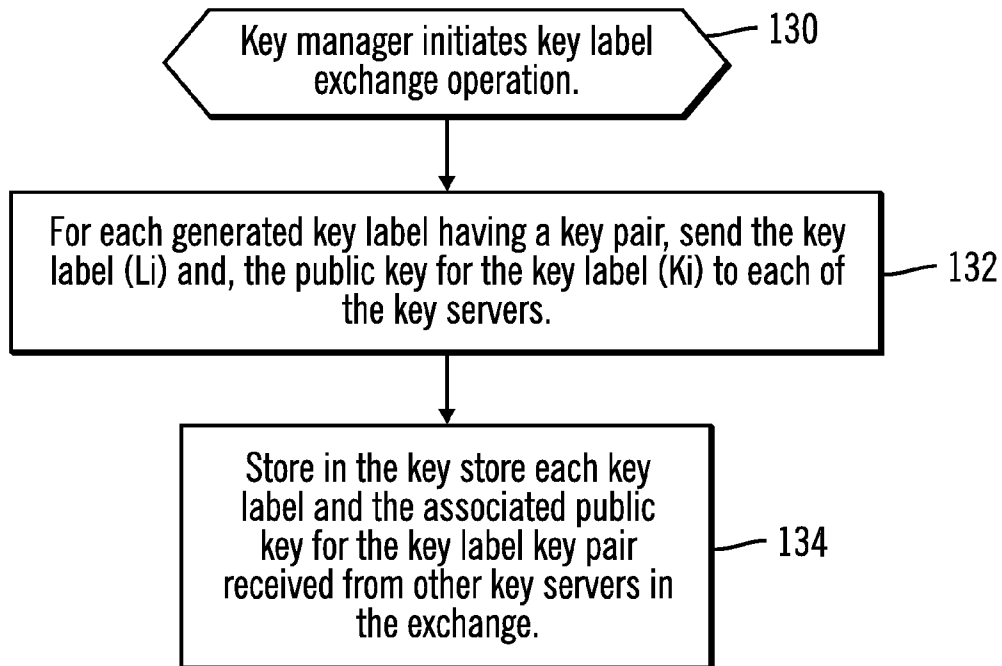 Key manager initiates key label
exchange operation.
130
For each generated key label having a key pair, send the key
label (Li) and, the public key for the key label (Ki) to each of
the key servers.
132
Store in the key store each key
label and the associated public
key for the key label key pair
received from other key servers in
the exchange.
134